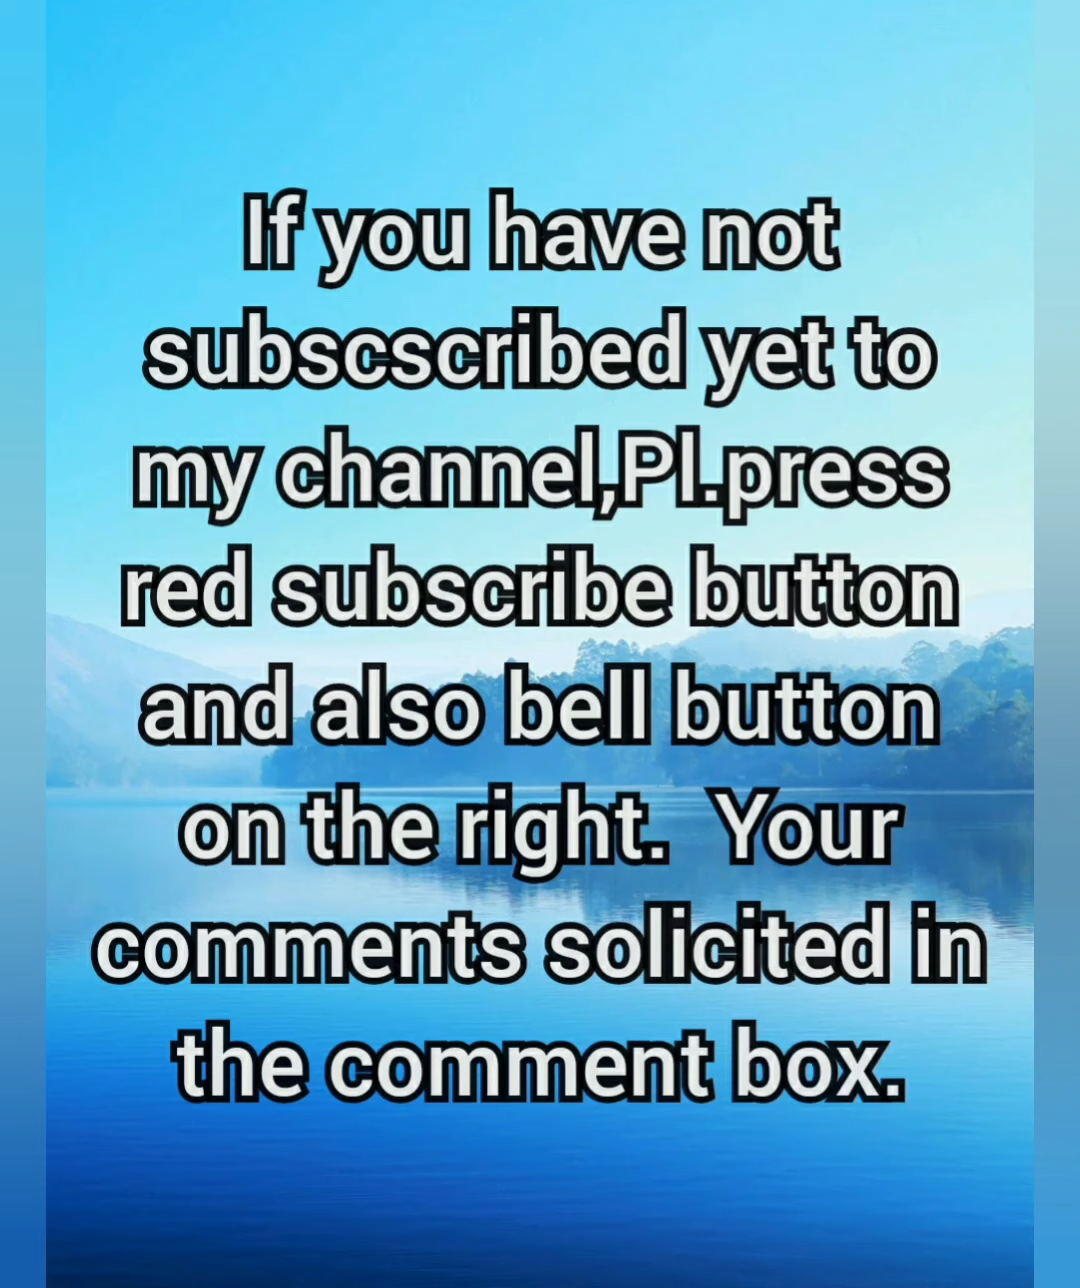 If you have not
subscscribed yet to
my channel,Pl.press
red subscribe button
and also bell button
on the right.  Your
comments solicited in
the comment box.